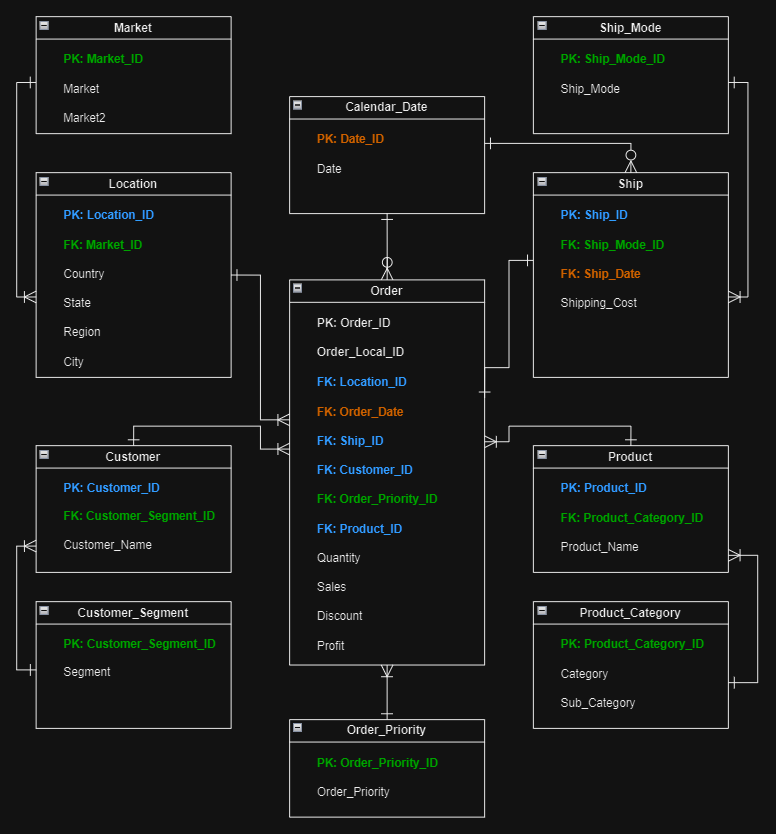 Market
PK: Market_ID
Market
Market2
Ship_Mode
PK: Ship_Mode_ID
Ship_Mode
Calendar_Date
PK: Date_ID
Date
Location
PK: Location_ID
FK: Market_ID
Country
State
Region
City
Ship
PK: Ship_ID
FK: Ship_Mode_ID
FK: Ship_Date
Shipping_Cost
Order
PK: Order_ID
Order_Local_ID
FK: Location_ID
FK: Order_Date
FK: Ship_ID
FK: Customer_ID
FK: Order_Priority_ID
FK: Product_ID
Quantity
Sales
Discount
Profit
Customer
PK: Customer_ID
FK: Customer_Segment_ID
Customer_Name
Product
PK: Product_ID
FK: Product_Category_ID
Product_Name
Customer_Segment
PK: Customer_Segment_ID
Segment
Product_Category
PK: Product_Category_ID
Category
Sub_Category
Order_Priority
PK: Order_Priority_ID
Order_Priority